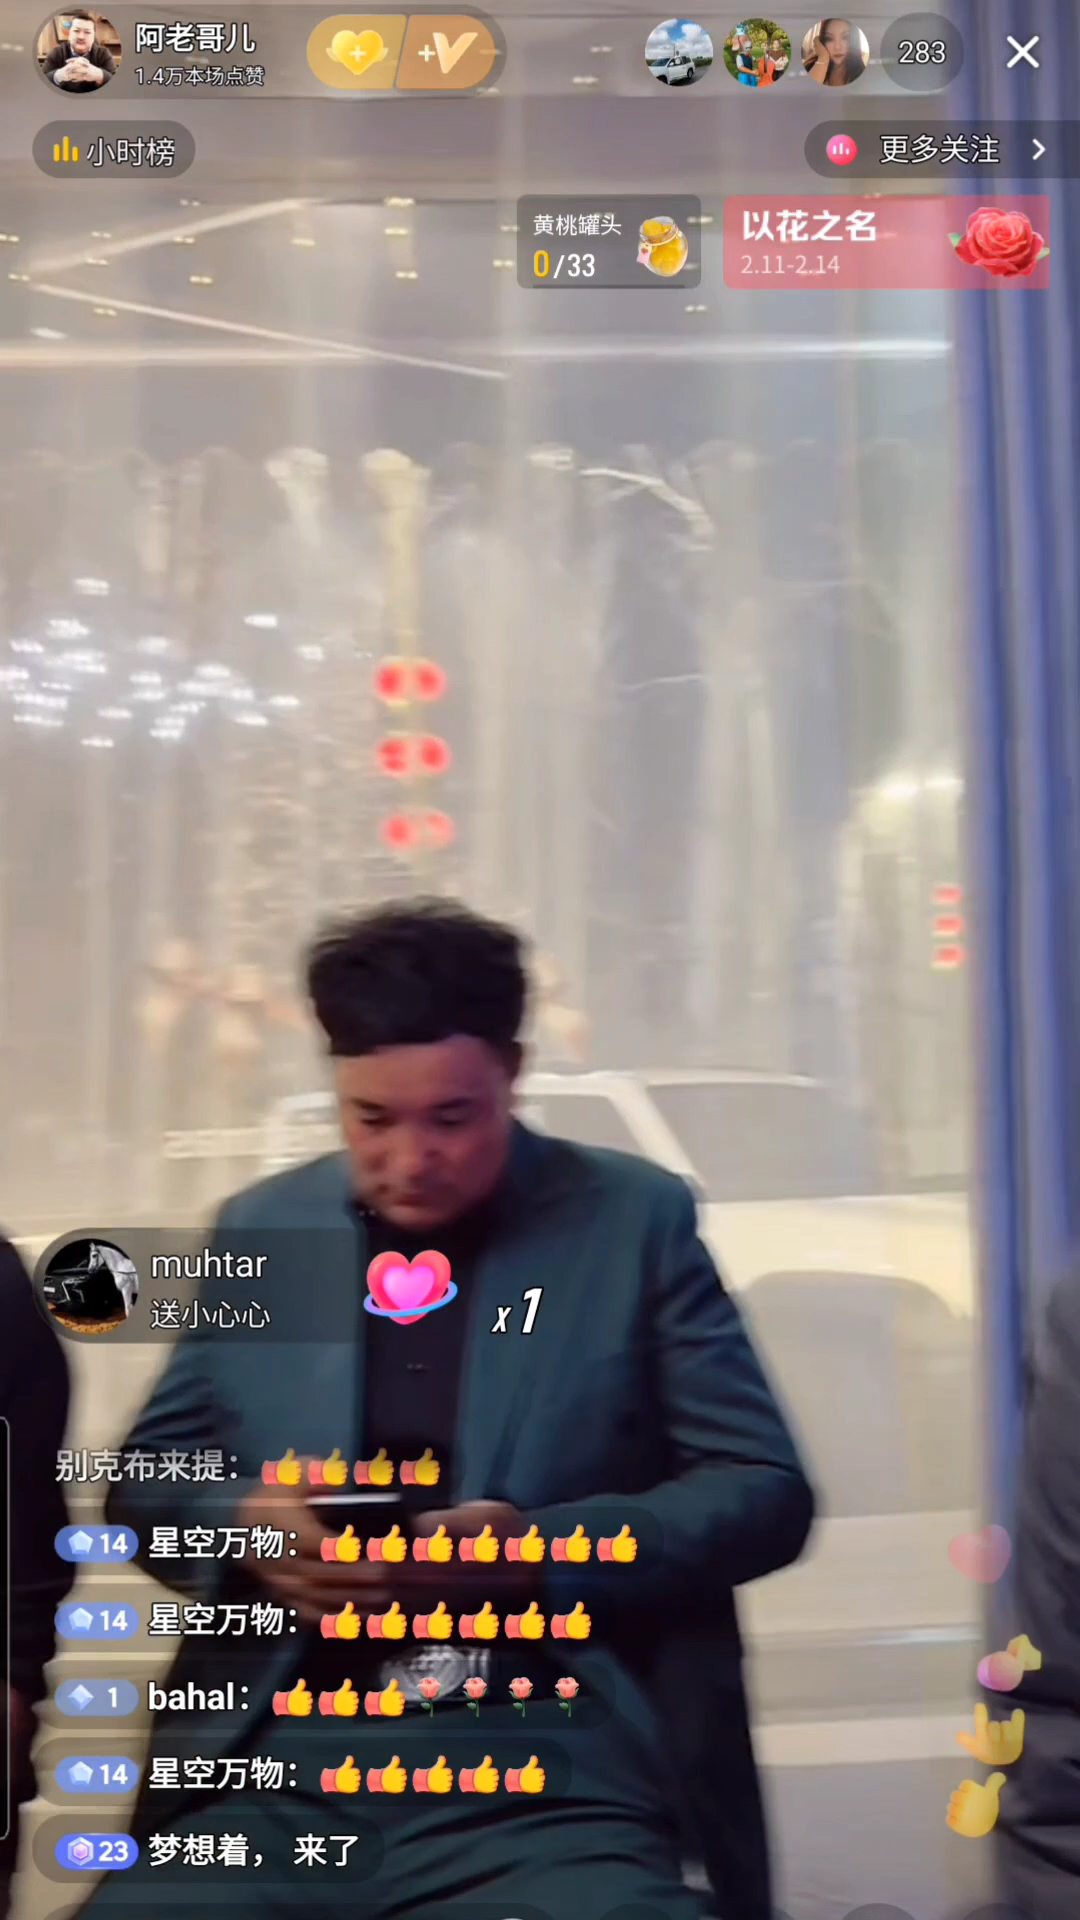 阿老哥儿
1.4万本场点赞
283
小时榜
更多关注
黄桃罐头
0/33
以花之名
2.11-2.14
muhtar
送小心心
x1
别克布来提：👍👍👍👍
14 星空万物：👍👍👍👍👍👍👍
14 星空万物：👍👍👍👍👍👍
1 bahal：👍👍👍🌹🌹🌹🌹
14 星空万物：👍👍👍👍👍
23 梦想着， 来了